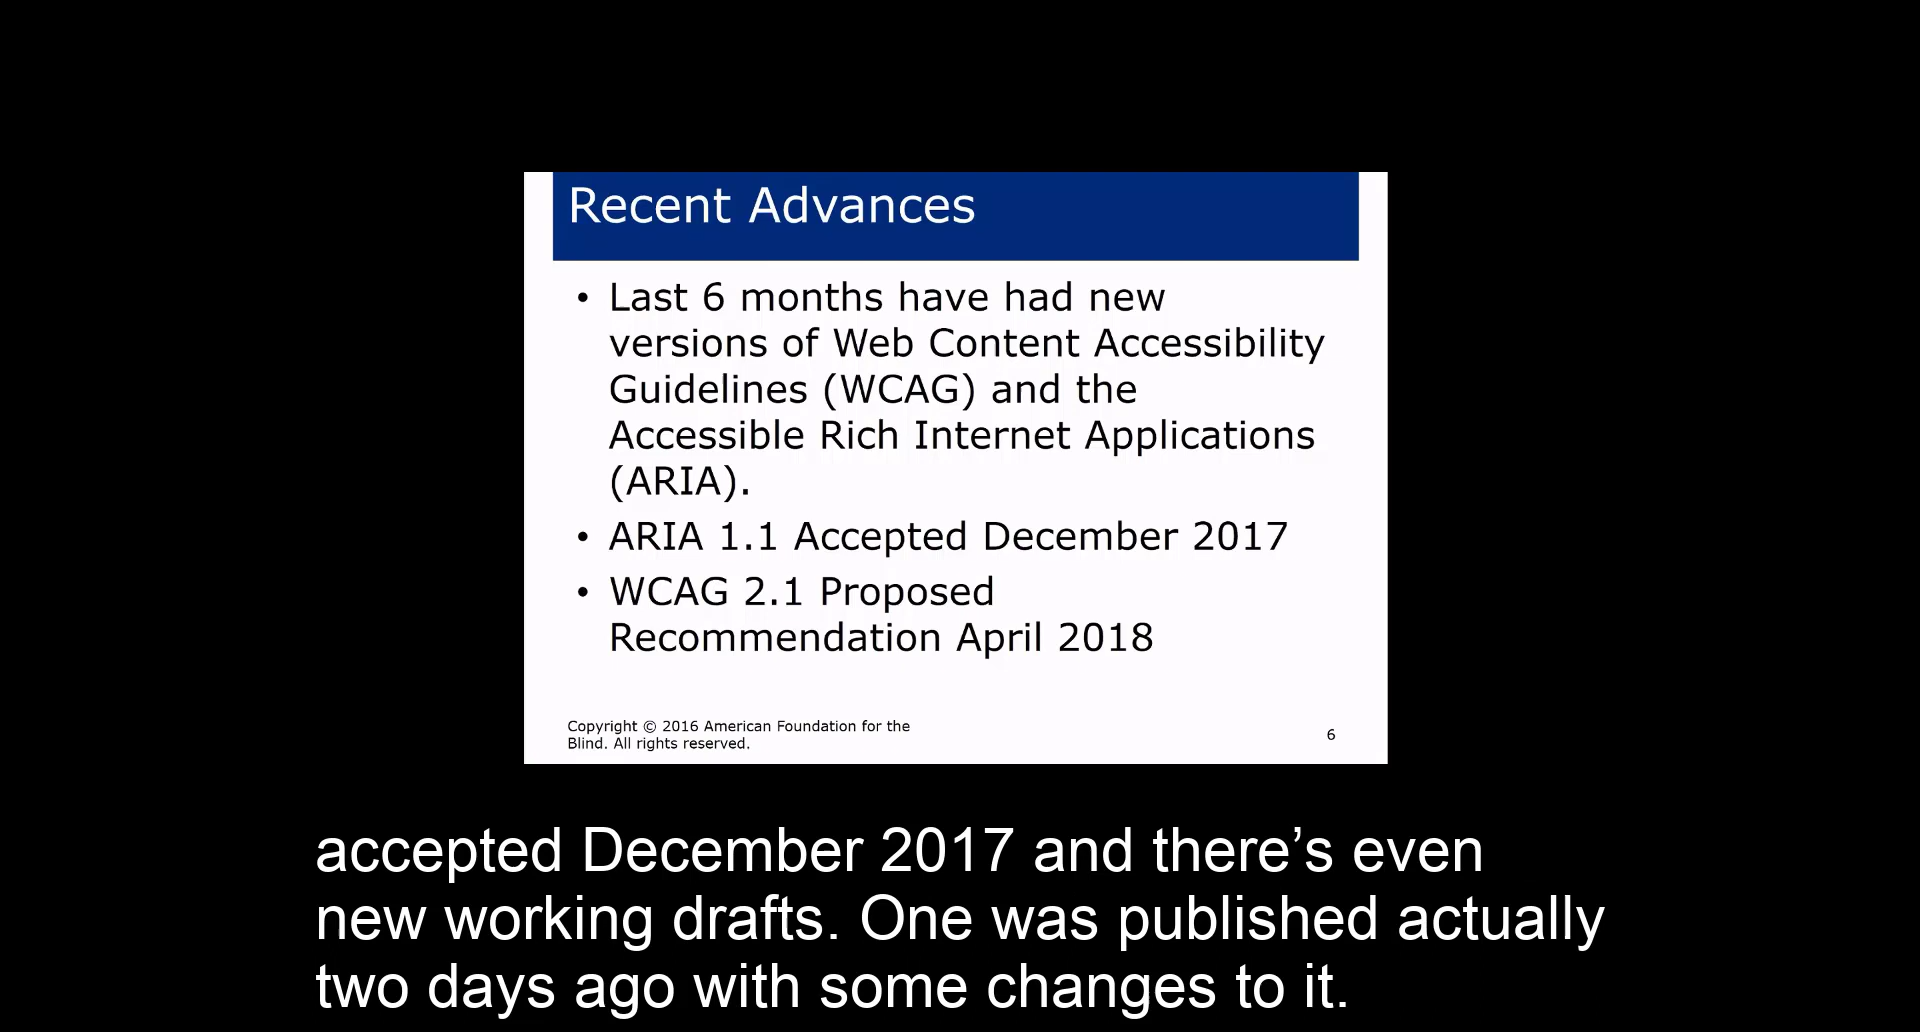 Recent Advances
• Last 6 months have had new
versions of Web Content Accessibility
Guidelines (WCAG) and the
Accessible Rich Internet Applications
(ARIA).
• ARIA 1.1 Accepted December 2017
• WCAG 2.1 Proposed
Recommendation April 2018
Copyright © 2016 American Foundation for the
Blind. All rights reserved.
6
accepted December 2017 and there’s even
new working drafts. One was published actually
two days ago with some changes to it.